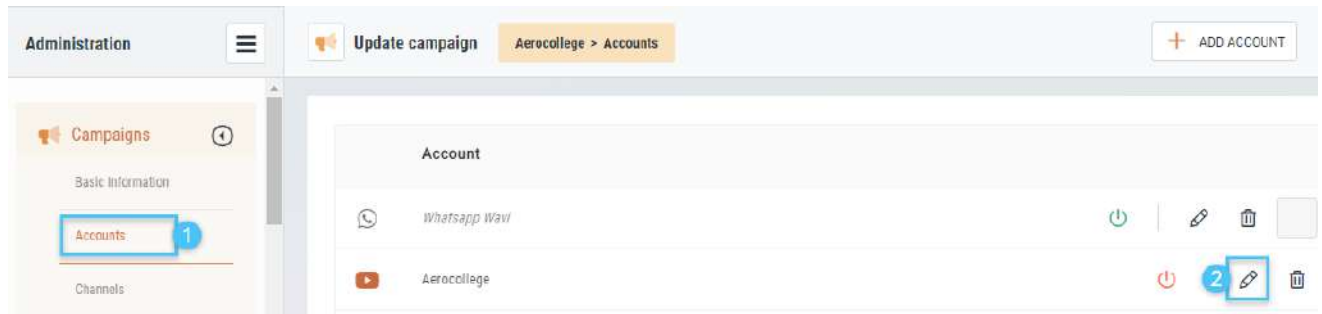 Administration
Update campaign
Aerocollege > Accounts
ADD ACCOUNT
Campaigns
Basic Information
Accounts
1
Channels
Account
Whatsapp Wavi
Aerocollege
2